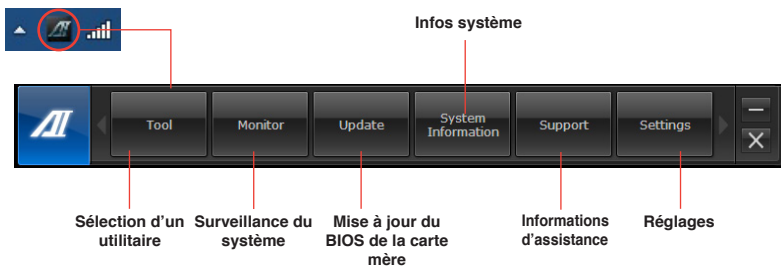 Infos système
Tool
Monitor
Update
System
Information
Support
Settings
Sélection d'un
utilitaire
Surveillance du
système
Mise à jour du
BIOS de la carte
mère
Informations
d'assistance
Réglages